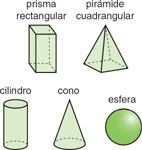 prisma
rectangular
pirámide
cuadrangular
cilindro
cono
esfera